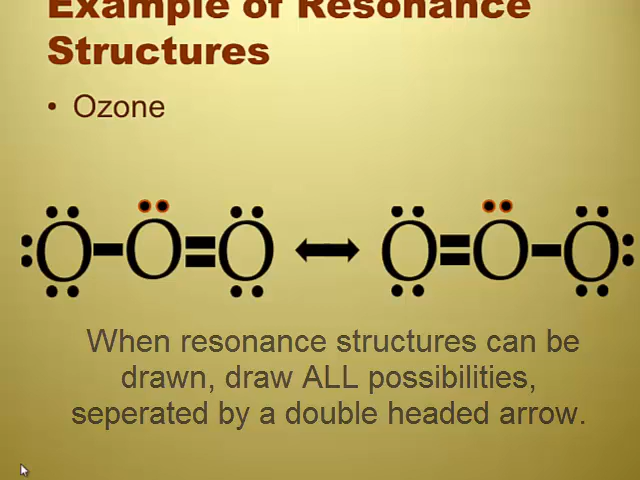 Example of Resonance
Structures
• Ozone
O O O O O O
When resonance structures can be
drawn, draw ALL possibilities,
seperated by a double headed arrow.